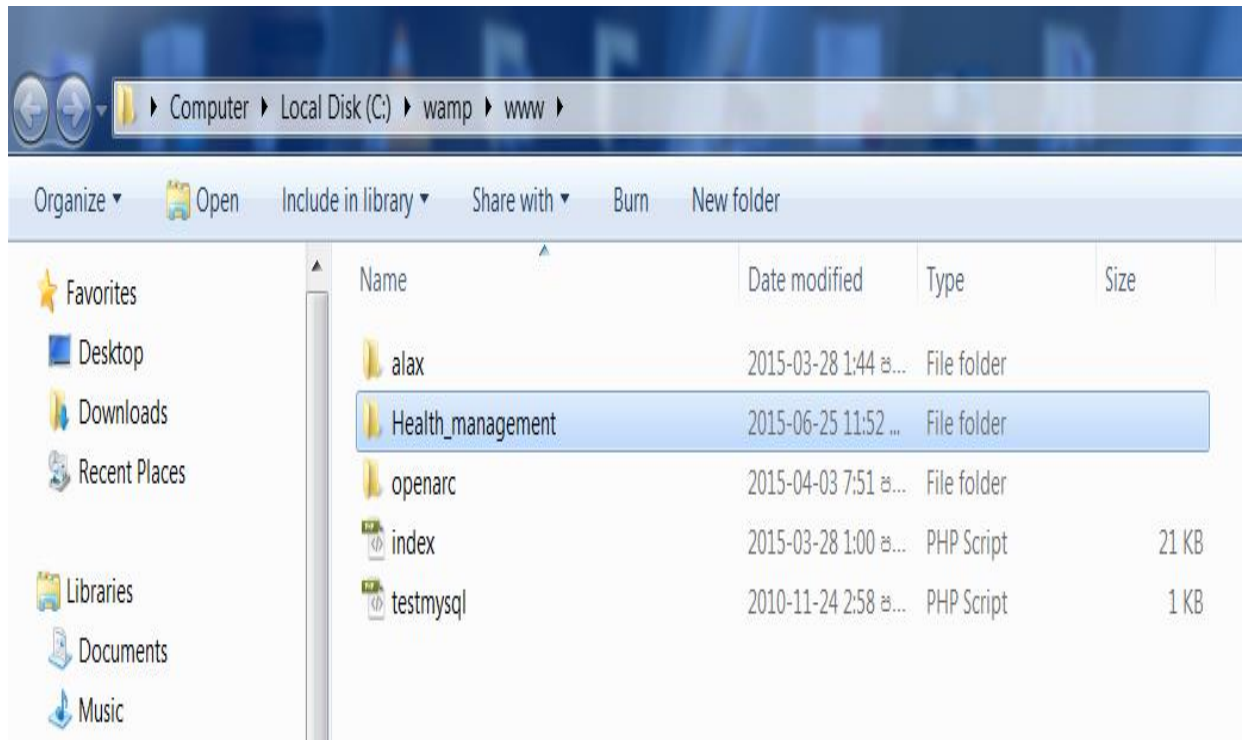 Computer Local Disk (C:) wamp www
Organize Open Include in library Share with Burn New folder
Favorites
Desktop
Downloads
Recent Places
Libraries
Documents
Music
Name Date modified Type Size
alax 2015-03-28 1:44 ප... File folder
Health_management 2015-06-25 11:52 ... File folder
openarc 2015-04-03 7:51 ප... File folder
index 2015-03-28 1:00 ප... PHP Script 21 KB
testmysql 2010-11-24 2:58 ප... PHP Script 1 KB